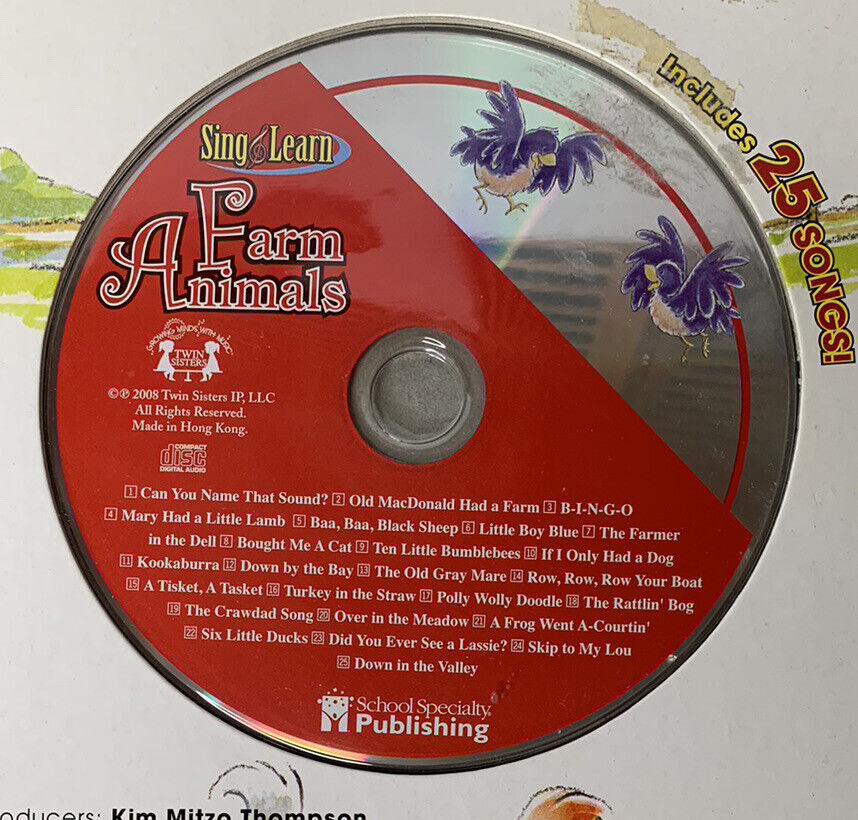 Includes
25 SONGS!
Sing & Learn
Farm
Animals
GROWING MINDS WITH MUSIC
TWIN
SISTERS
©℗ 2008 Twin Sisters IP, LLC
All Rights Reserved.
Made in Hong Kong.
COMPACT
disc
DIGITAL AUDIO
1 Can You Name That Sound? 2 Old MacDonald Had a Farm 3 B-I-N-G-O
4 Mary Had a Little Lamb 5 Baa, Baa, Black Sheep 6 Little Boy Blue 7 The Farmer
in the Dell 8 Bought Me A Cat 9 Ten Little Bumblebees 10 If I Only Had a Dog
11 Kookaburra 12 Down by the Bay 13 The Old Gray Mare 14 Row, Row, Row Your Boat
15 A Tisket, A Tasket 16 Turkey in the Straw 17 Polly Wolly Doodle 18 The Rattlin' Bog
19 The Crawdad Song 20 Over in the Meadow 21 A Frog Went A-Courtin'
22 Six Little Ducks 23 Did You Ever See a Lassie? 24 Skip to My Lou
25 Down in the Valley
School Specialty®
Publishing
oducers: Kim Mitzo Thompson